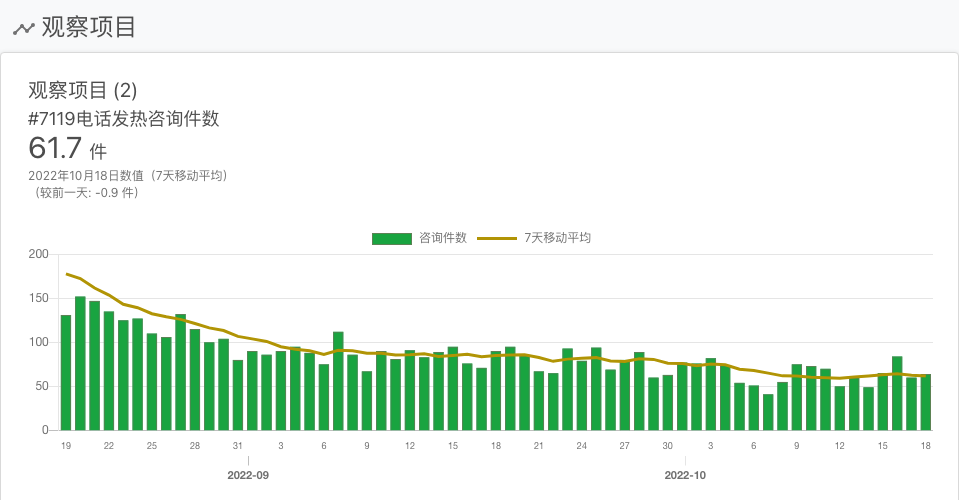 观察项目
观察项目 (2)
#7119电话发热咨询件数
61.7 件
2022年10月18日数值（7天移动平均）
（较前一天: -0.9 件）
咨询件数 7天移动平均
200
150
100
50
0
19 22 25 28 31 3 6 9 12 15 18 21 24 27 30 3 6 9 12 15 18
2022-09 2022-10